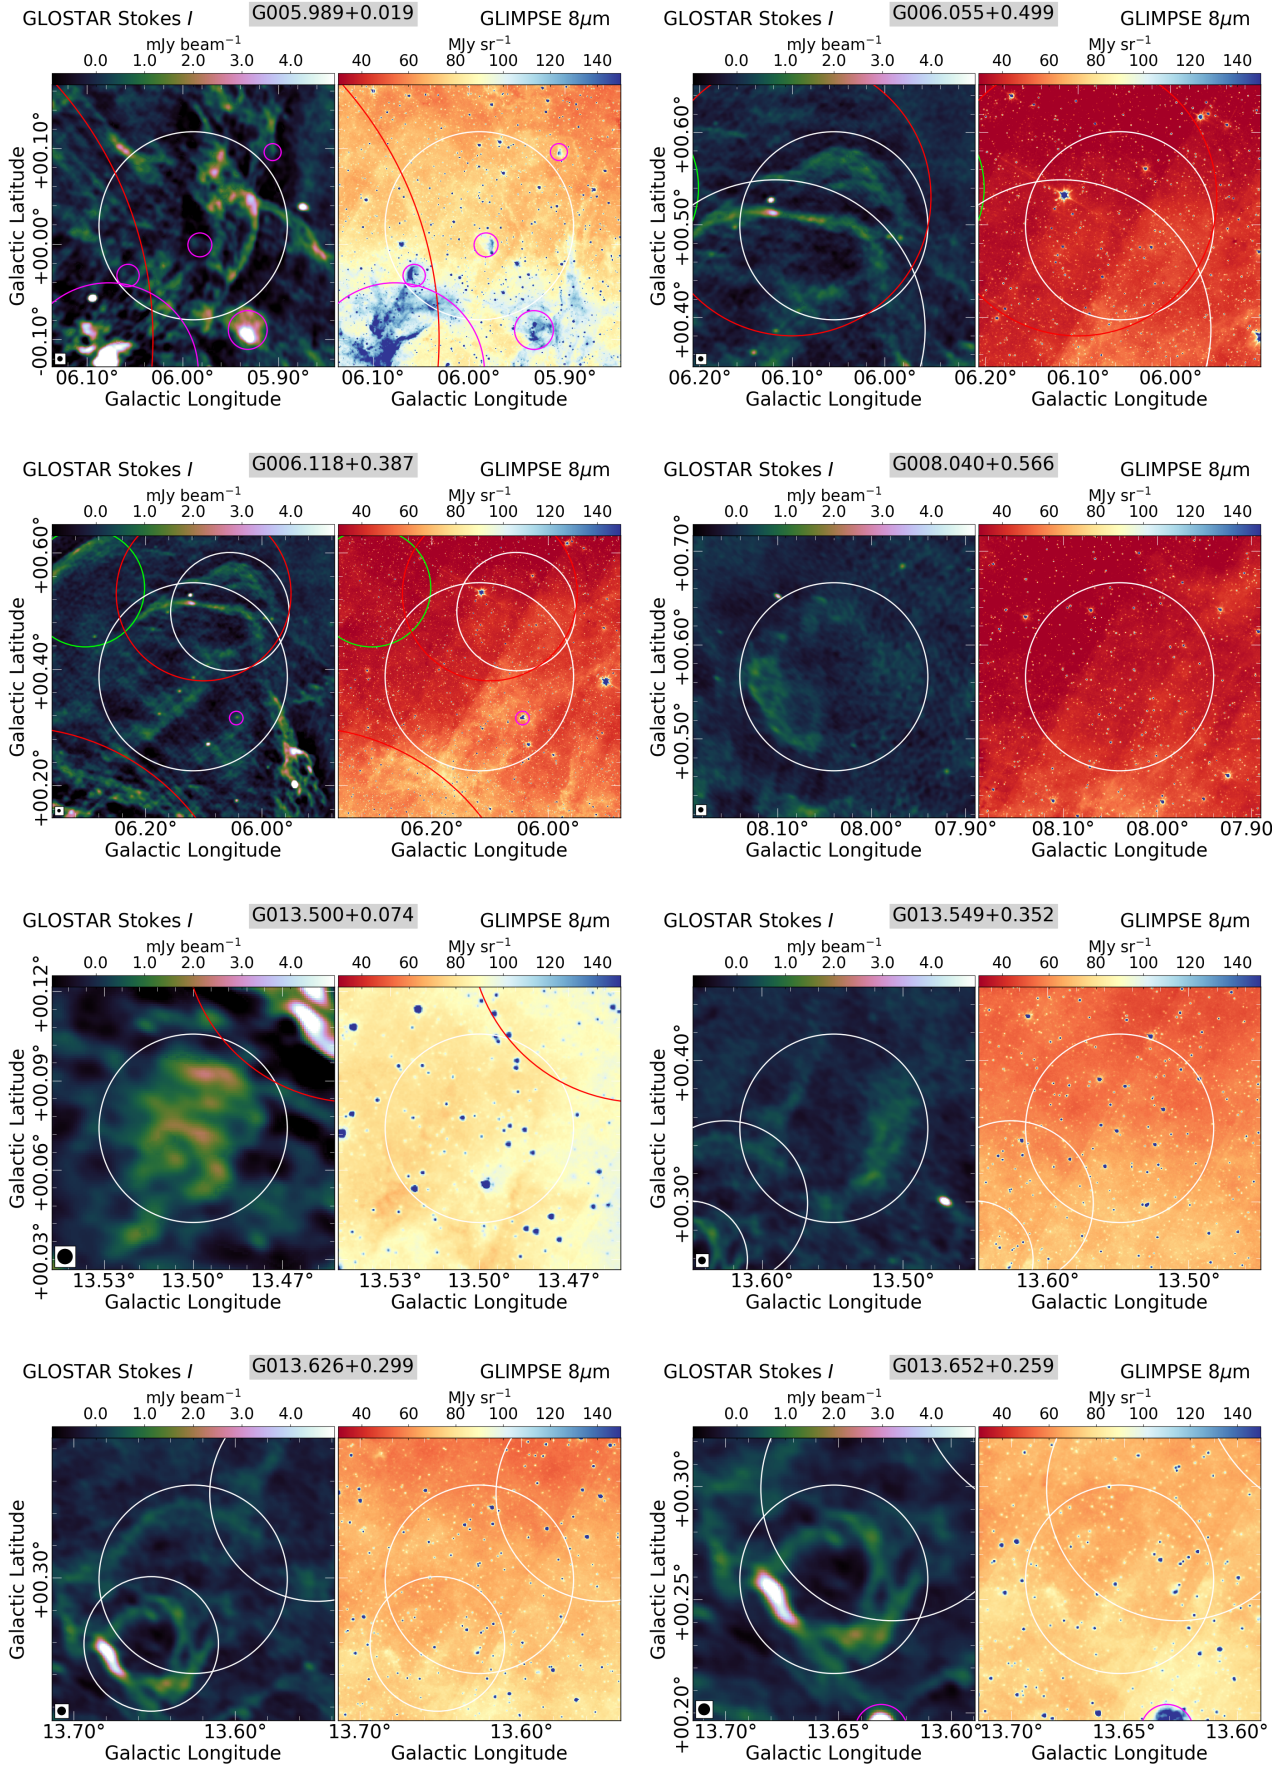 GLOSTAR Stokes I G005.989+0.019 GLIMPSE 8μm
mJy beam⁻¹ MJy sr⁻¹
0.0 1.0 2.0 3.0 4.0 40 60 80 100 120 140
Galactic Latitude
+00.10°
+00.00°
-00.10°
06.10° 06.00° 05.90° 06.10° 06.00° 05.90°
Galactic Longitude Galactic Longitude
GLOSTAR Stokes I G006.055+0.499 GLIMPSE 8μm
mJy beam⁻¹ MJy sr⁻¹
0.0 1.0 2.0 3.0 4.0 40 60 80 100 120 140
Galactic Latitude
+00.60°
+00.50°
+00.40°
06.20° 06.10° 06.00° 06.20° 06.10° 06.00°
Galactic Longitude Galactic Longitude
GLOSTAR Stokes I G006.118+0.387 GLIMPSE 8μm
mJy beam⁻¹ MJy sr⁻¹
0.0 1.0 2.0 3.0 4.0 40 60 80 100 120 140
Galactic Latitude
+00.60°
+00.40°
+00.20°
06.20° 06.00° 06.20° 06.00°
Galactic Longitude Galactic Longitude
GLOSTAR Stokes I G008.040+0.566 GLIMPSE 8μm
mJy beam⁻¹ MJy sr⁻¹
0.0 1.0 2.0 3.0 4.0 40 60 80 100 120 140
Galactic Latitude
+00.70°
+00.60°
+00.50°
08.10° 08.00° 07.90° 08.10° 08.00° 07.90°
Galactic Longitude Galactic Longitude
GLOSTAR Stokes I G013.500+0.074 GLIMPSE 8μm
mJy beam⁻¹ MJy sr⁻¹
0.0 1.0 2.0 3.0 4.0 40 60 80 100 120 140
Galactic Latitude
+00.12°
+00.09°
+00.06°
+00.03°
13.53° 13.50° 13.47° 13.53° 13.50° 13.47°
Galactic Longitude Galactic Longitude
GLOSTAR Stokes I G013.549+0.352 GLIMPSE 8μm
mJy beam⁻¹ MJy sr⁻¹
0.0 1.0 2.0 3.0 4.0 40 60 80 100 120 140
Galactic Latitude
+00.40°
+00.30°
13.60° 13.50° 13.60° 13.50°
Galactic Longitude Galactic Longitude
GLOSTAR Stokes I G013.626+0.299 GLIMPSE 8μm
mJy beam⁻¹ MJy sr⁻¹
0.0 1.0 2.0 3.0 4.0 40 60 80 100 120 140
Galactic Latitude
+00.30°
13.70° 13.60° 13.70° 13.60°
Galactic Longitude Galactic Longitude
GLOSTAR Stokes I G013.652+0.259 GLIMPSE 8μm
mJy beam⁻¹ MJy sr⁻¹
0.0 1.0 2.0 3.0 4.0 40 60 80 100 120 140
Galactic Latitude
+00.30°
+00.25°
+00.20°
13.70° 13.65° 13.60° 13.70° 13.65° 13.60°
Galactic Longitude Galactic Longitude